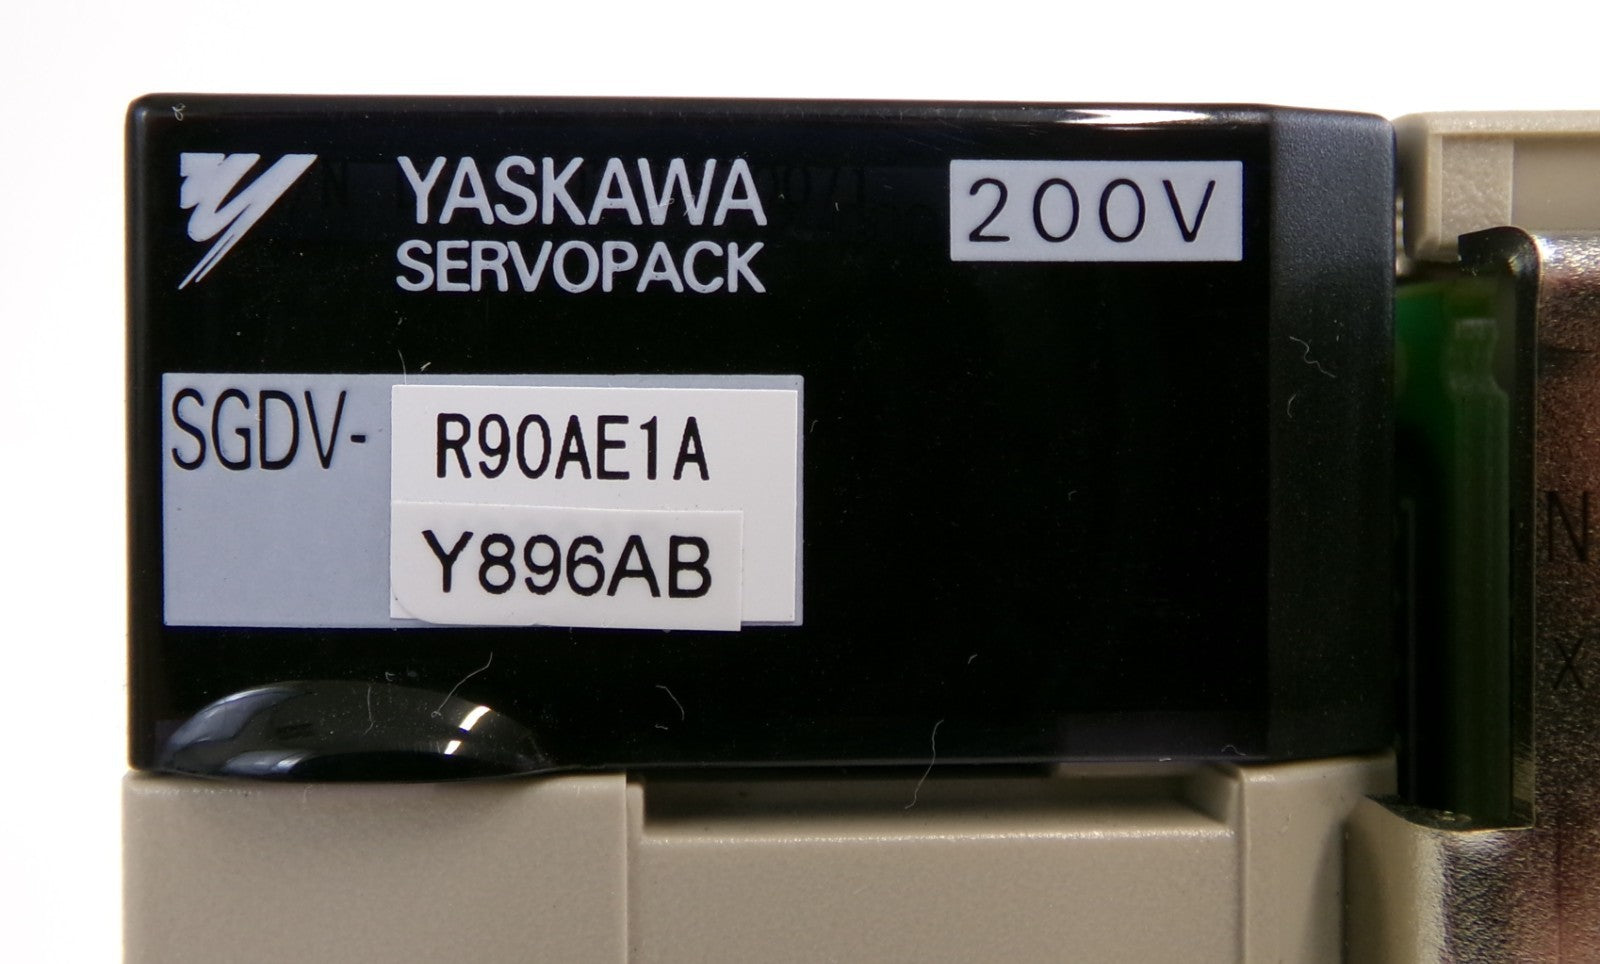 YASKAWA
SERVOPACK
200V
SGDV-
R90AE1A
Y896AB
N
X